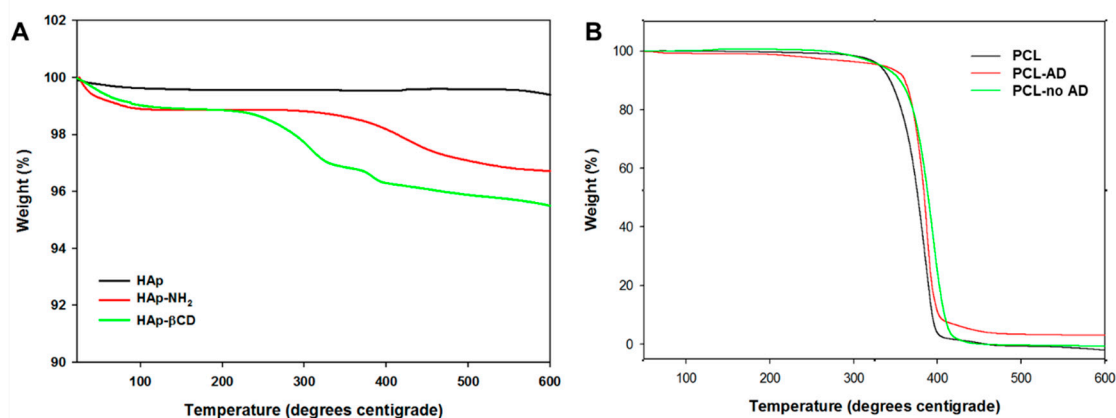 A
102
100
98
96
94
92
90
Weight (%)
HAp
HAp-NH₂
HAp-βCD
100
200
300
400
500
600
Temperature (degrees centigrade)
B
100
80
60
40
20
0
Weight (%)
PCL
PCL-AD
PCL-no AD
100
200
300
400
500
600
Temperature (degrees centigrade)